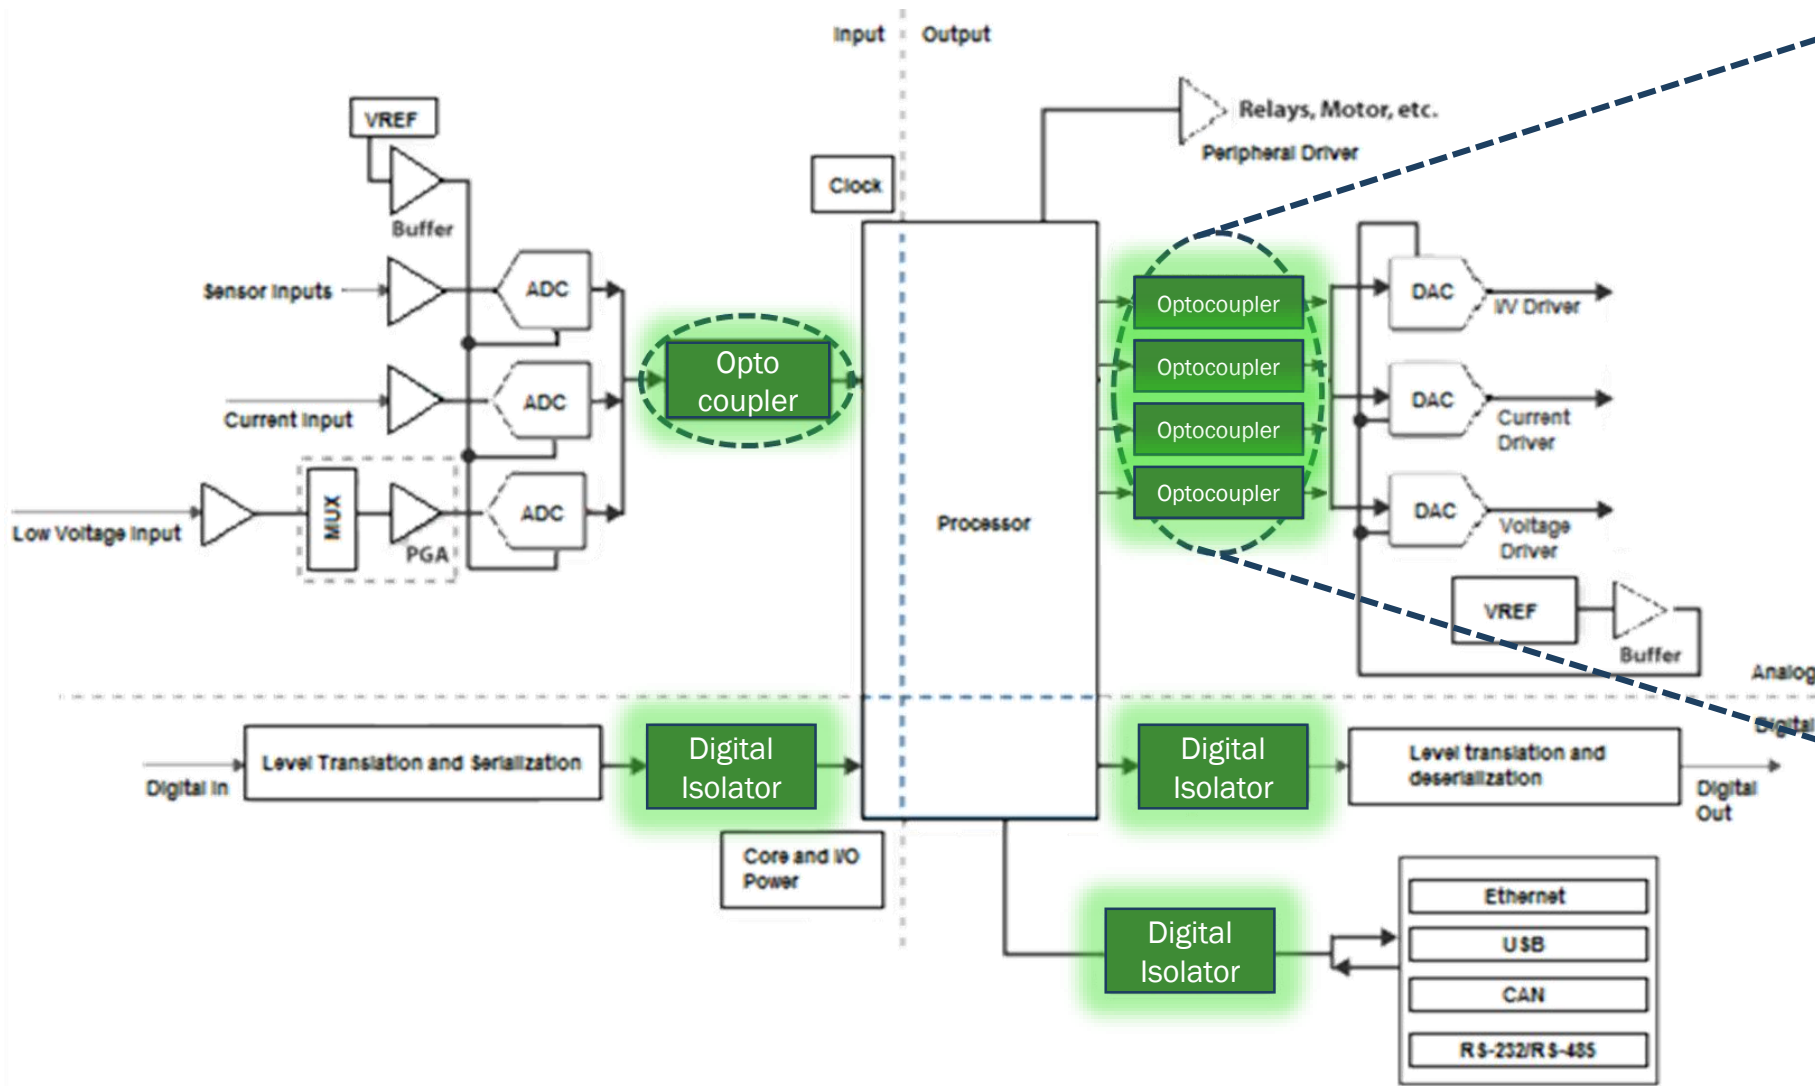 Input
Output
VREF
Relays, Motor, etc.
Peripheral Driver
Clock
Buffer
Sensor Inputs
ADC
Optocoupler
DAC
I/V Driver
Opto
coupler
Optocoupler
Current Input
ADC
DAC
Current
Driver
Optocoupler
Low Voltage Input
MUX
PGA
ADC
Processor
Optocoupler
DAC
Voltage
Driver
VREF
Buffer
Analog
Digital
Digital In
Level Translation and Serialization
Digital
Isolator
Digital
Isolator
Level translation and
deserialization
Digital
Out
Core and I/O
Power
Digital
Isolator
Ethernet
USB
CAN
RS-232/RS-485